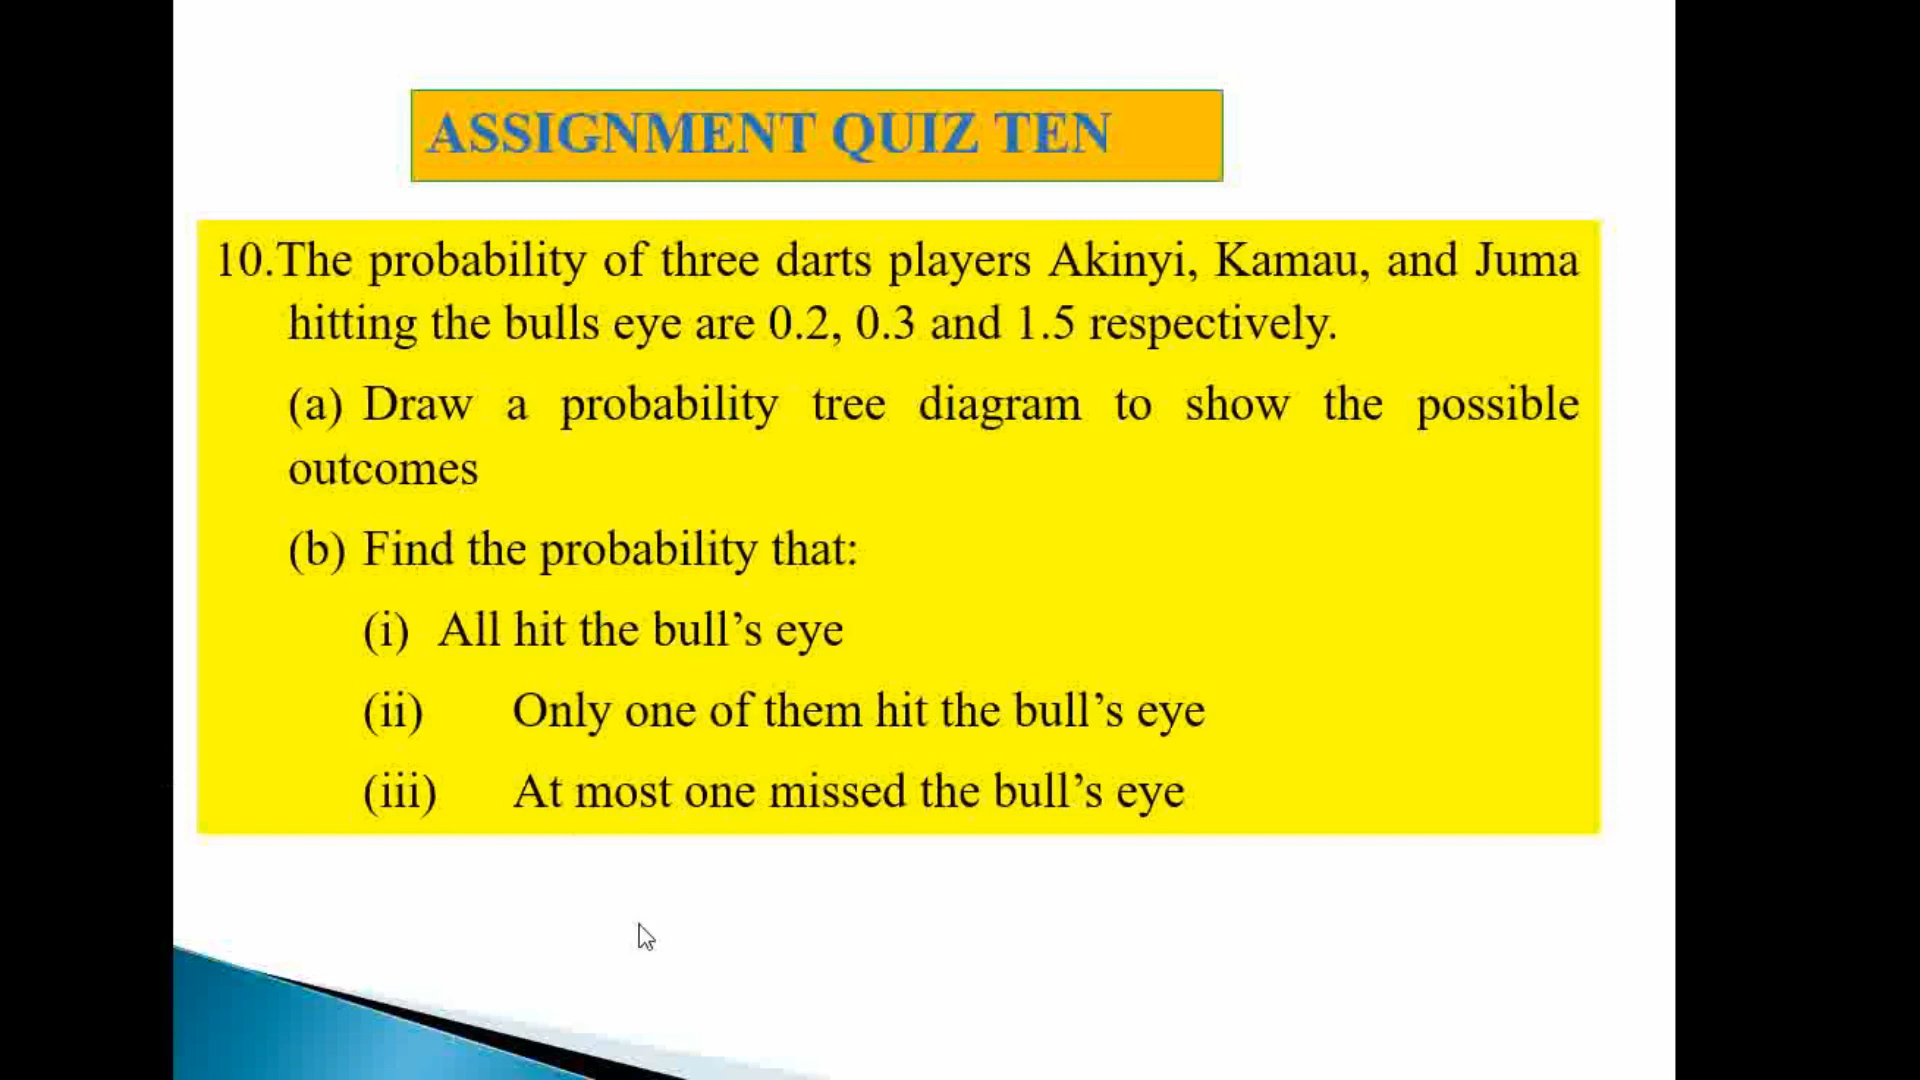 ASSIGNMENT QUIZ TEN
10.The probability of three darts players Akinyi, Kamau, and Juma
hitting the bulls eye are 0.2, 0.3 and 1.5 respectively.
(a) Draw a probability tree diagram to show the possible
outcomes
(b) Find the probability that:
(i) All hit the bull’s eye
(ii) Only one of them hit the bull’s eye
(iii) At most one missed the bull’s eye